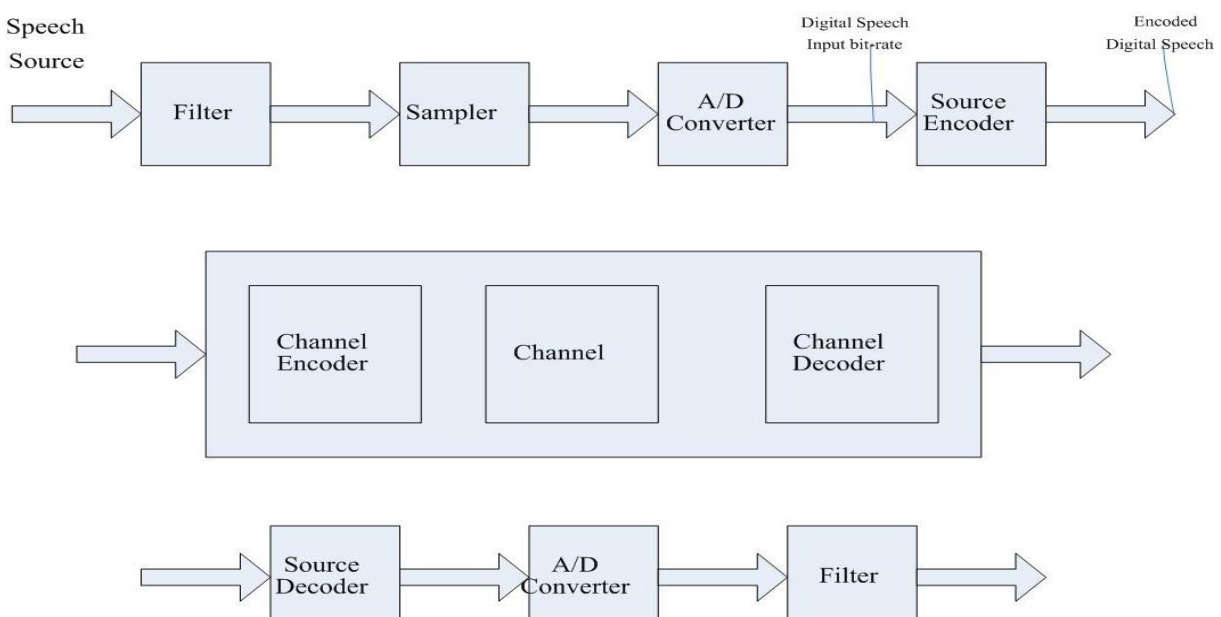 Speech
Source
Filter
Sampler
A/D
Converter
Digital Speech
Input bit-rate
Source
Encoder
Encoded
Digital Speech
Channel
Encoder
Channel
Channel
Decoder
Source
Decoder
A/D
Converter
Filter